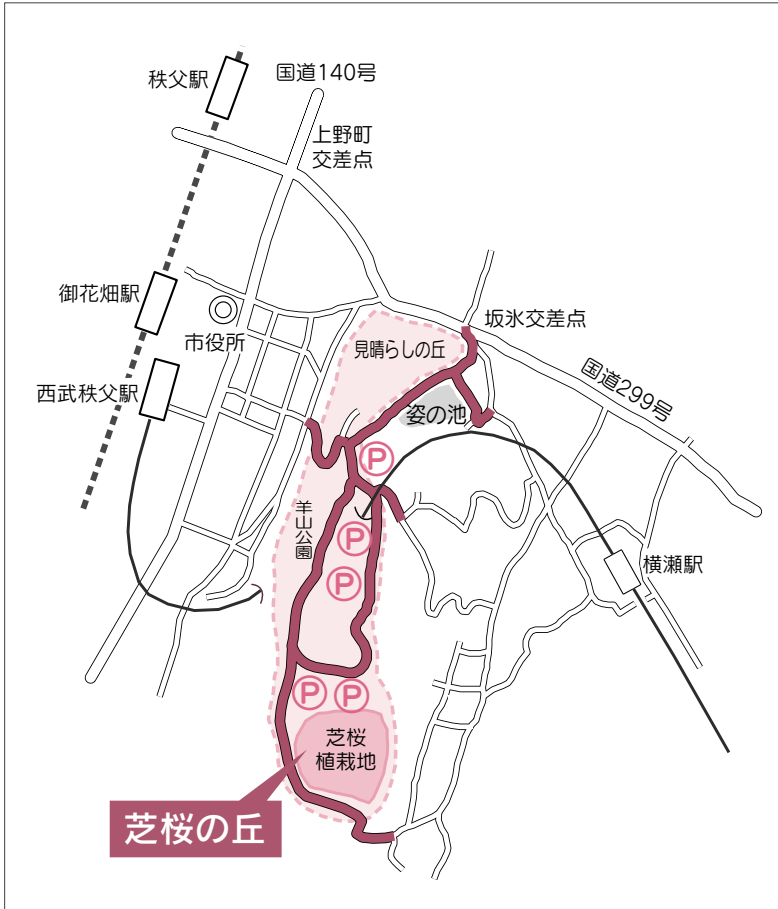 秩父駅
国道140号
上野町
交差点
御花畑駅
市役所
坂氷交差点
見晴らしの丘
西武秩父駅
国道299号
姿の池
P
羊山公園
P
横瀬駅
P
P
P
芝桜
植栽地
芝桜の丘